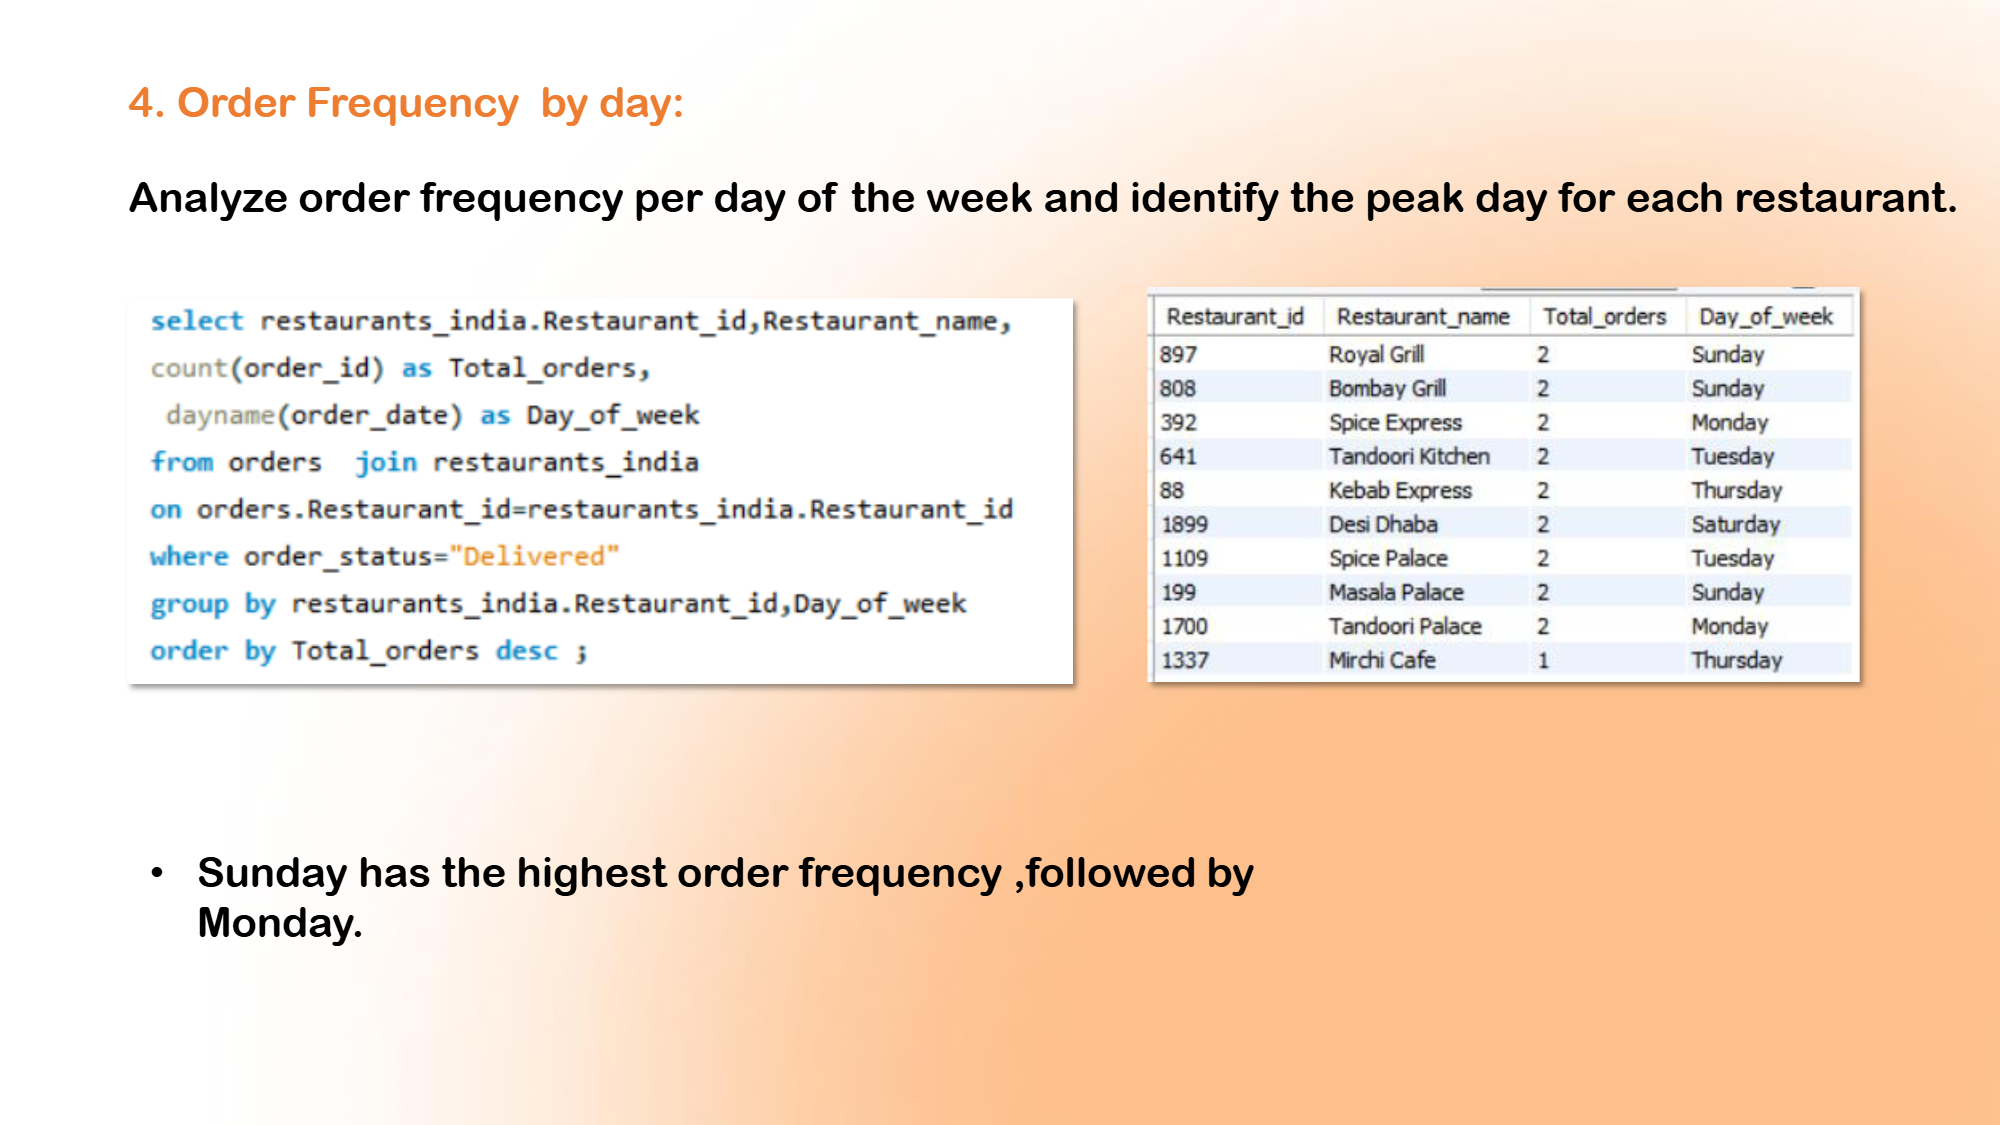 4. Order Frequency  by day:
Analyze order frequency per day of the week and identify the peak day for each restaurant.
select restaurants_india.Restaurant_id,Restaurant_name,
count(order_id) as Total_orders,
dayname(order_date) as Day_of_week
from orders  join restaurants_india
on orders.Restaurant_id=restaurants_india.Restaurant_id
where order_status="Delivered"
group by restaurants_india.Restaurant_id,Day_of_week
order by Total_orders desc ;
Restaurant_id Restaurant_name Total_orders Day_of_week
897 Royal Grill 2 Sunday
808 Bombay Grill 2 Sunday
392 Spice Express 2 Monday
641 Tandoori Kitchen 2 Tuesday
88 Kebab Express 2 Thursday
1899 Desi Dhaba 2 Saturday
1109 Spice Palace 2 Tuesday
199 Masala Palace 2 Sunday
1700 Tandoori Palace 2 Monday
1337 Mirchi Cafe 1 Thursday
• Sunday has the highest order frequency ,followed by
Monday.